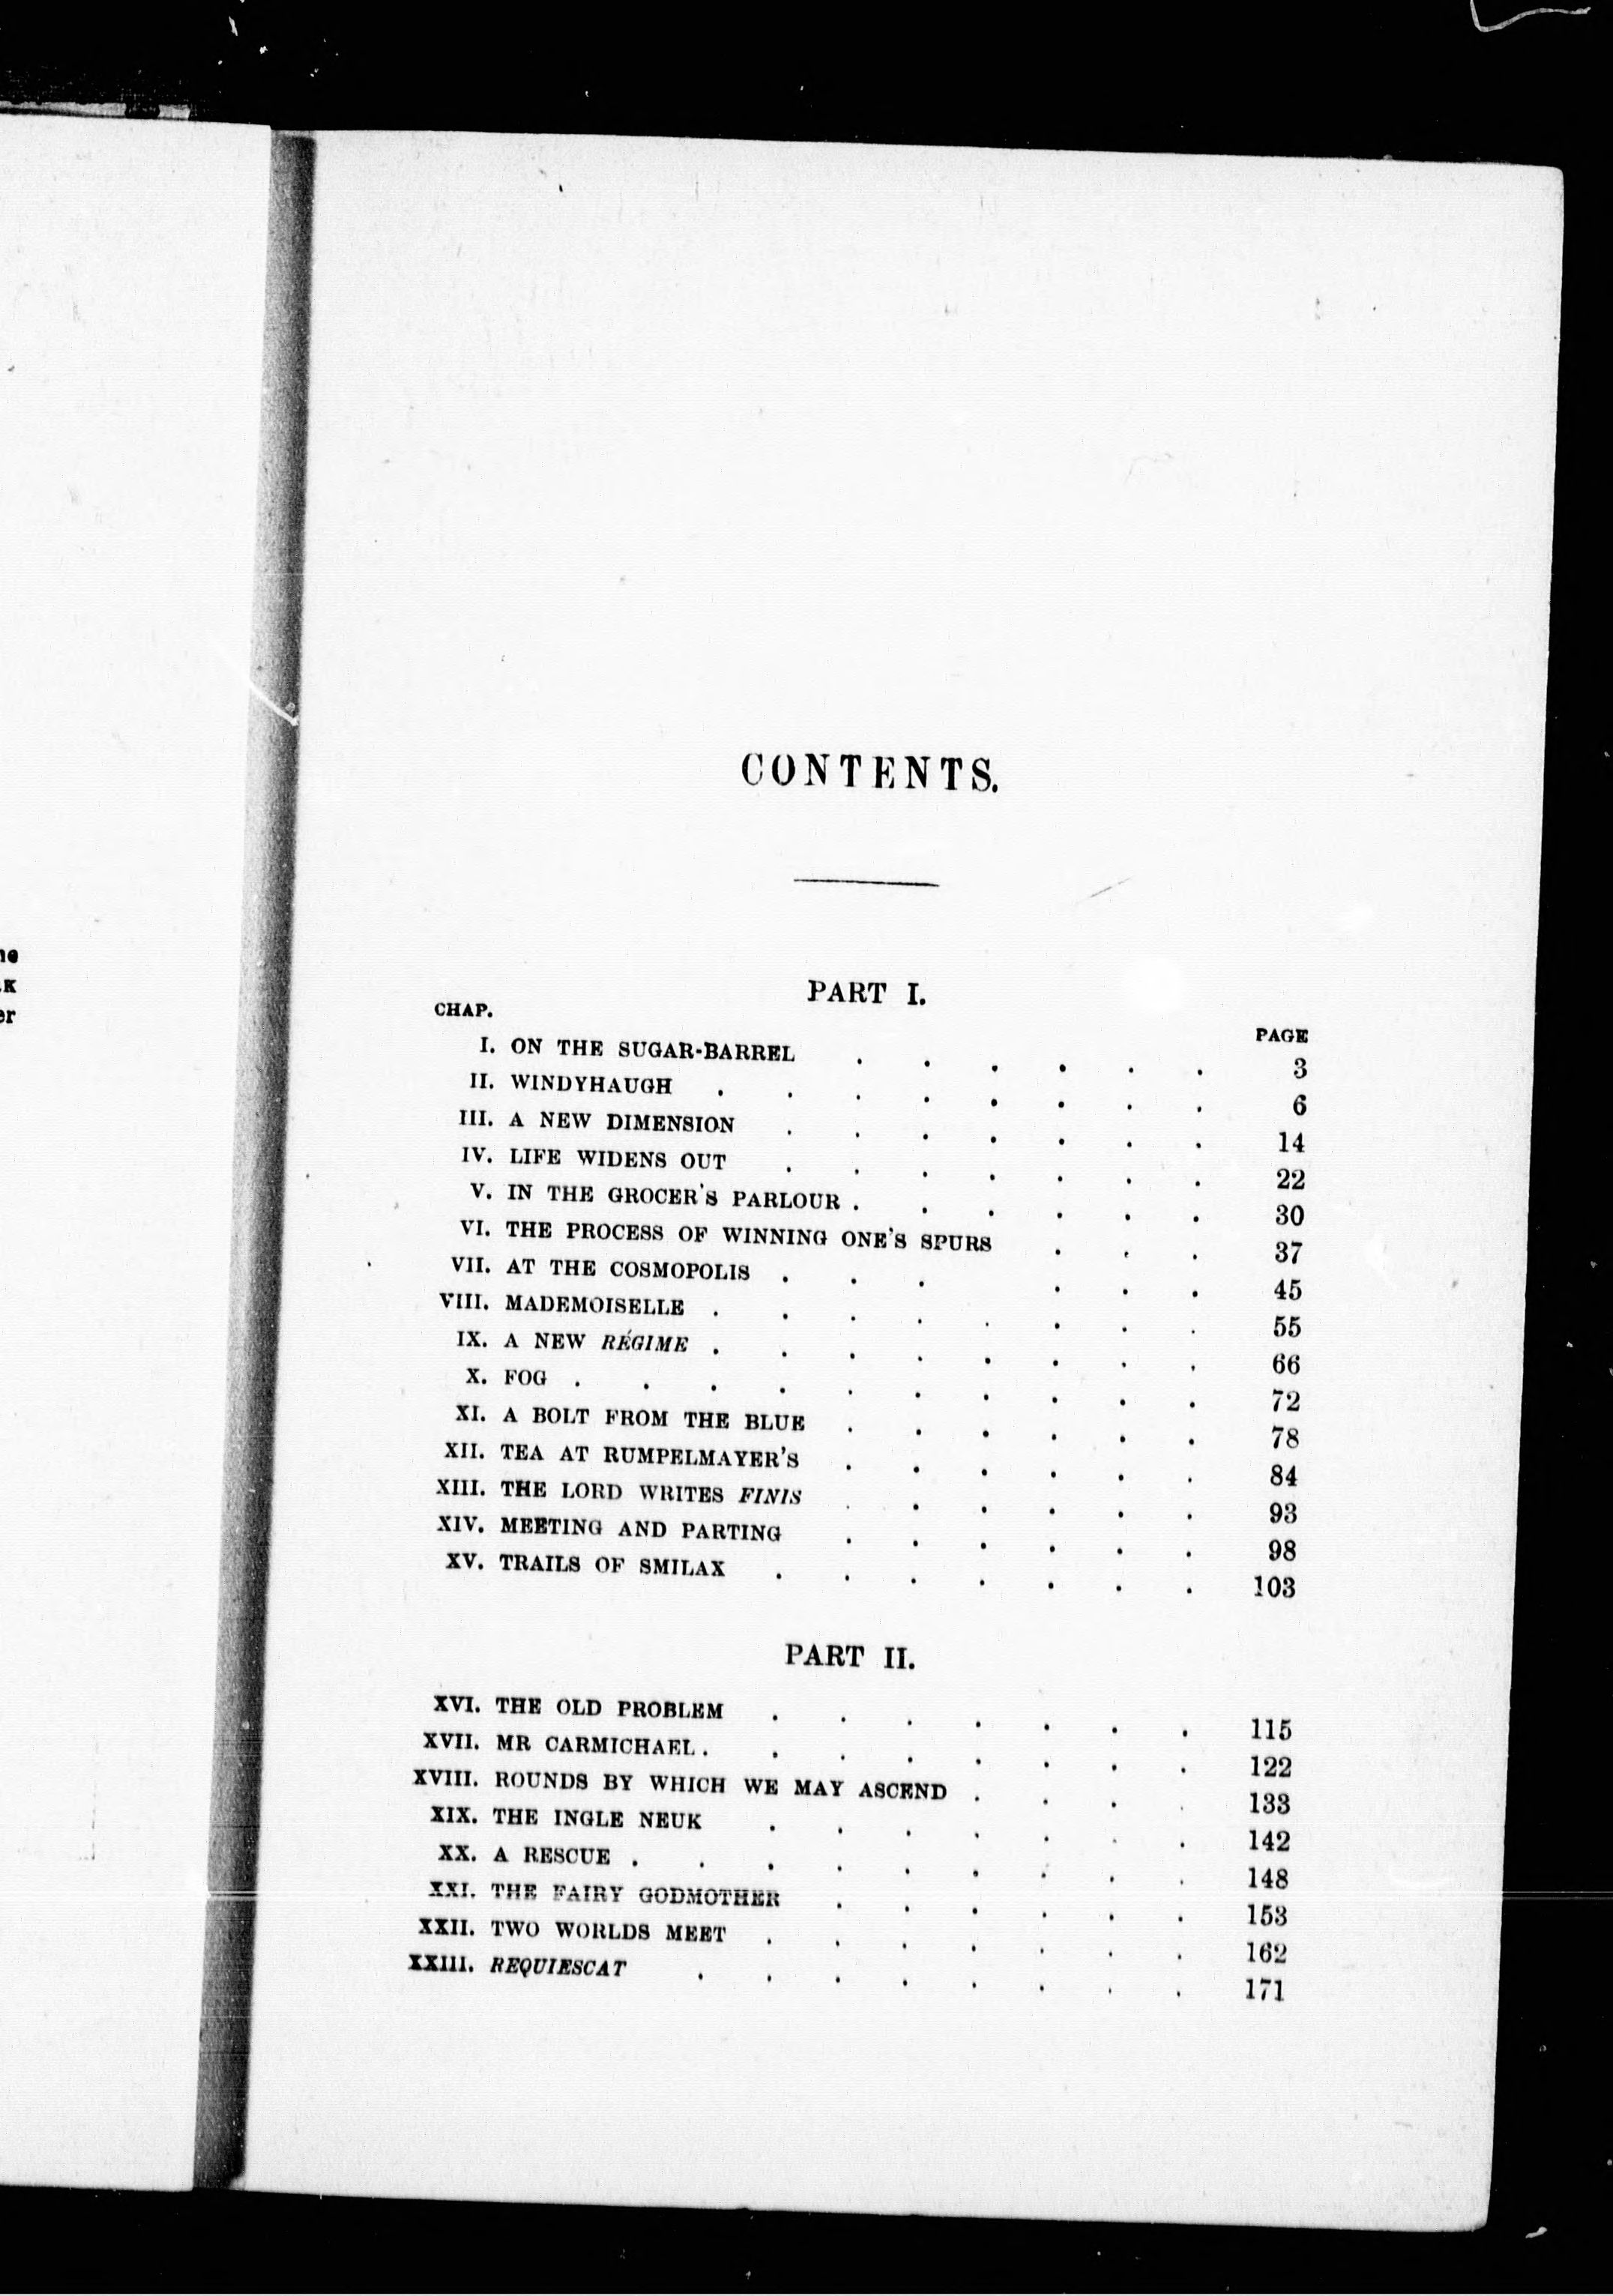 he
er
CONTENTS.
PART I.
CHAP. PAGE
I. ON THE SUGAR-BARREL . . . . . . 3
II. WINDYHAUGH . . . . . . . . 6
III. A NEW DIMENSION . . . . . . . 14
IV. LIFE WIDENS OUT . . . . . . . 22
V. IN THE GROCER'S PARLOUR . . . . . . 30
VI. THE PROCESS OF WINNING ONE'S SPURS . . . 37
VII. AT THE COSMOPOLIS . . . . . . 45
VIII. MADEMOISELLE . . . . . . . . 55
IX. A NEW RÉGIME . . . . . . . . 66
X. FOG . . . . . . . . . . 72
XI. A BOLT FROM THE BLUE . . . . . . 78
XII. TEA AT RUMPELMAYER'S . . . . . . 84
XIII. THE LORD WRITES FINIS . . . . . . 93
XIV. MEETING AND PARTING . . . . . . 98
XV. TRAILS OF SMILAX . . . . . . . 103
PART II.
XVI. THE OLD PROBLEM . . . . . . . 115
XVII. MR CARMICHAEL . . . . . . . . 122
XVIII. ROUNDS BY WHICH WE MAY ASCEND . . . . 133
XIX. THE INGLE NEUK . . . . . . . 142
XX. A RESCUE . . . . . . . . . 148
XXI. THE FAIRY GODMOTHER . . . . . . 153
XXII. TWO WORLDS MEET . . . . . . . 162
XXIII. REQUIESCAT . . . . . . . . 171